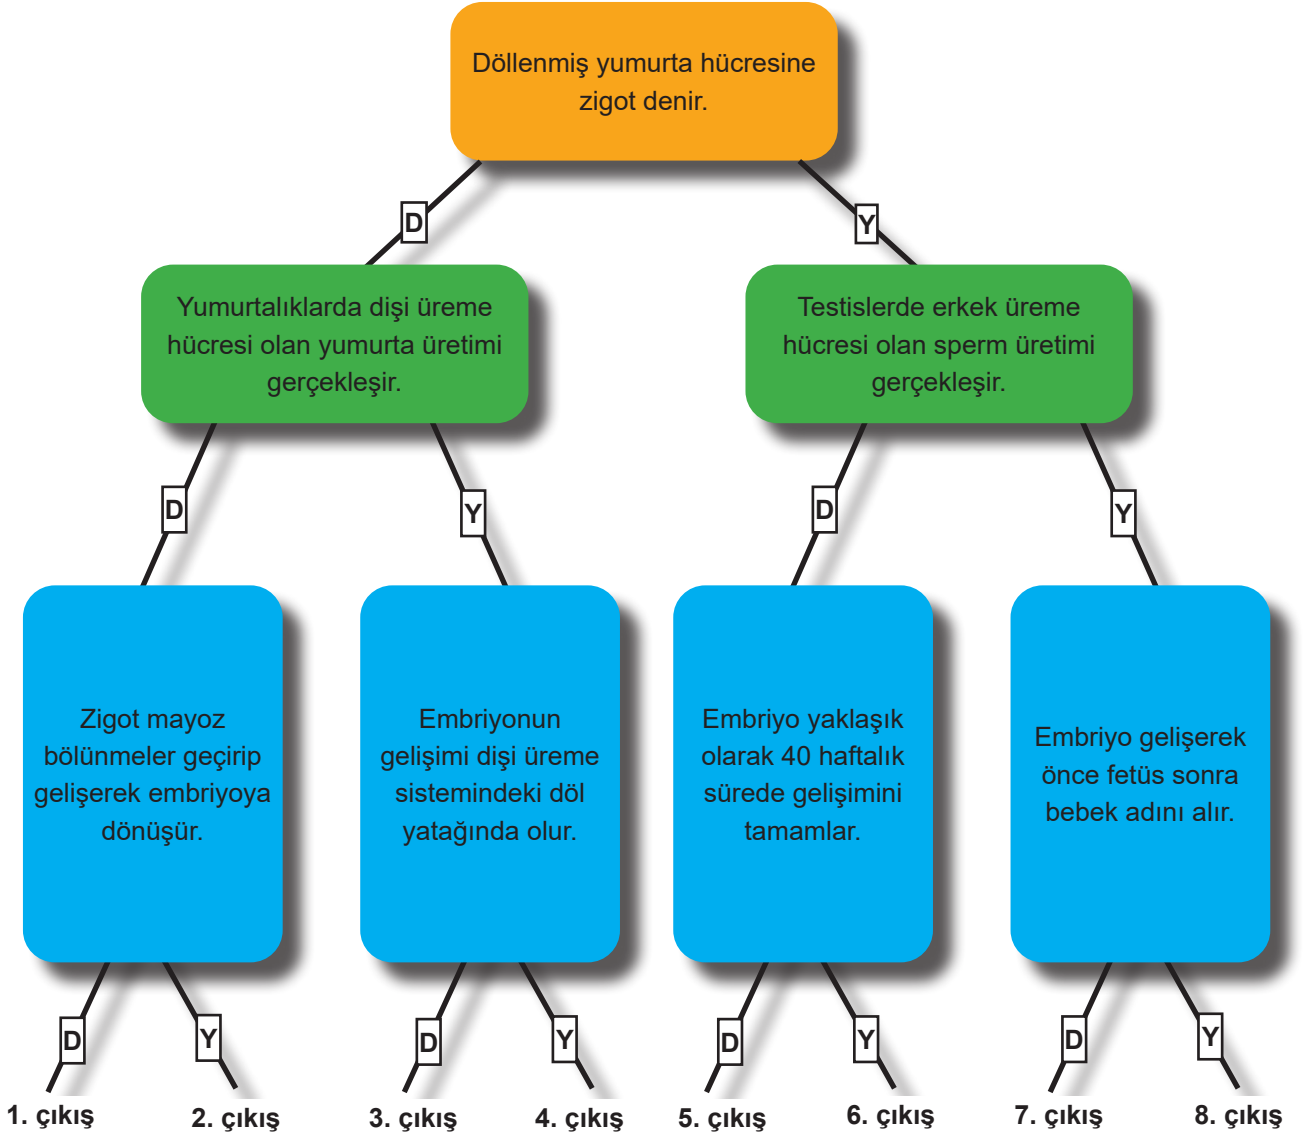 Döllenmiş yumurta hücresine
zigot denir.
D
Y
Yumurtalıklarda dişi üreme
hücresi olan yumurta üretimi
gerçekleşir.
Testislerde erkek üreme
hücresi olan sperm üretimi
gerçekleşir.
D
Y
D
Y
Zigot mayoz
bölünmeler geçirip
gelişerek embriyoya
dönüşür.
Embriyonun
gelişimi dişi üreme
sistemindeki döl
yatağında olur.
Embriyo yaklaşık
olarak 40 haftalık
sürede gelişimini
tamamlar.
Embriyo gelişerek
önce fetüs sonra
bebek adını alır.
D
Y
D
Y
D
Y
D
Y
1. çıkış
2. çıkış
3. çıkış
4. çıkış
5. çıkış
6. çıkış
7. çıkış
8. çıkış